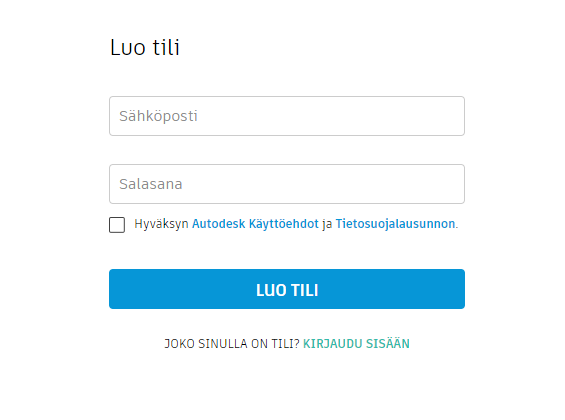 Luo tili
Sähköposti
Salasana
Hyväksyn Autodesk Käyttöehdot ja Tietosuojalausunnon.
LUO TILI
JOKO SINULLA ON TILI? KIRJAUDU SISÄÄN